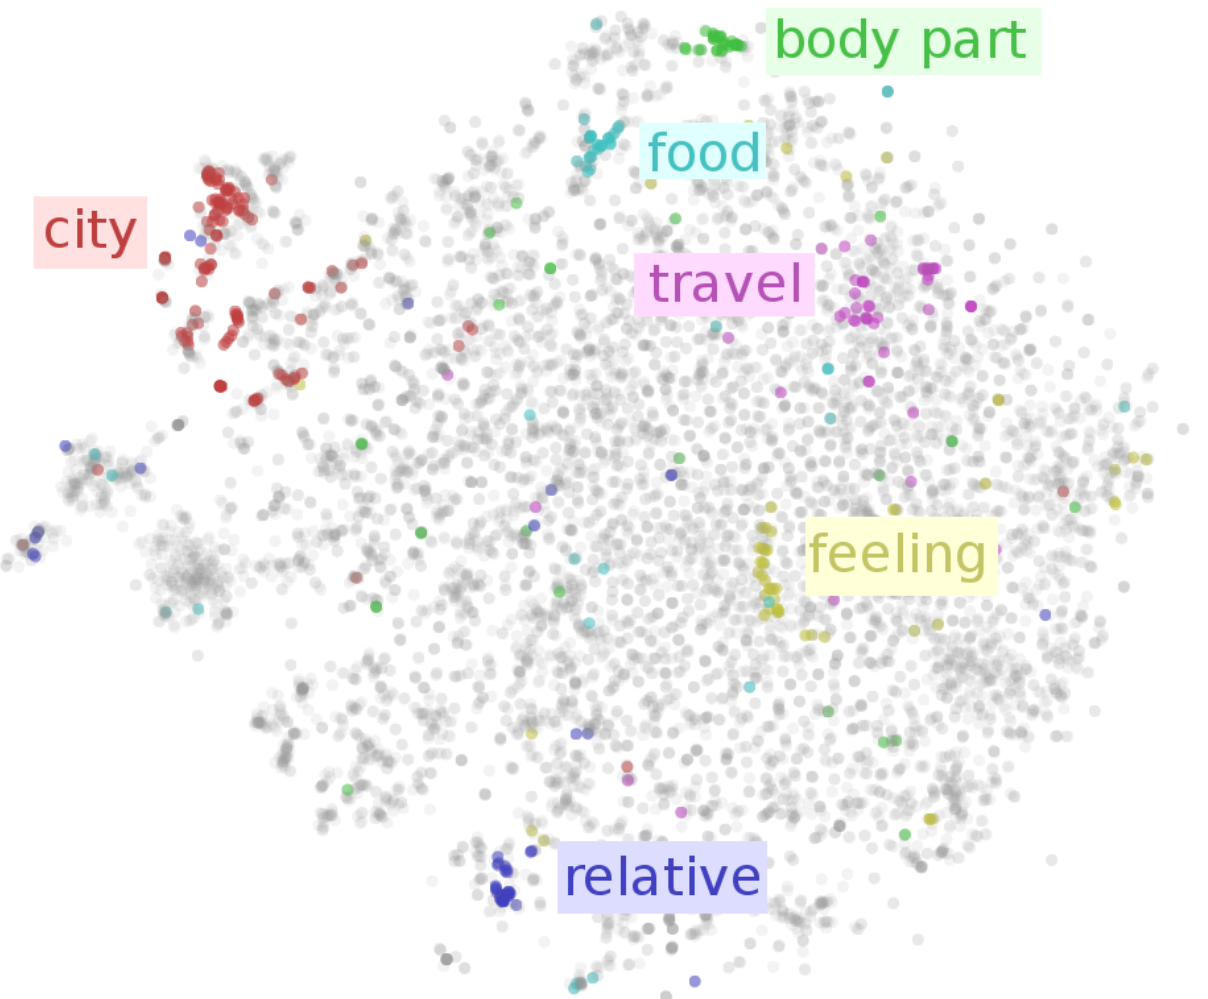 body part
food
city
travel
feeling
relative